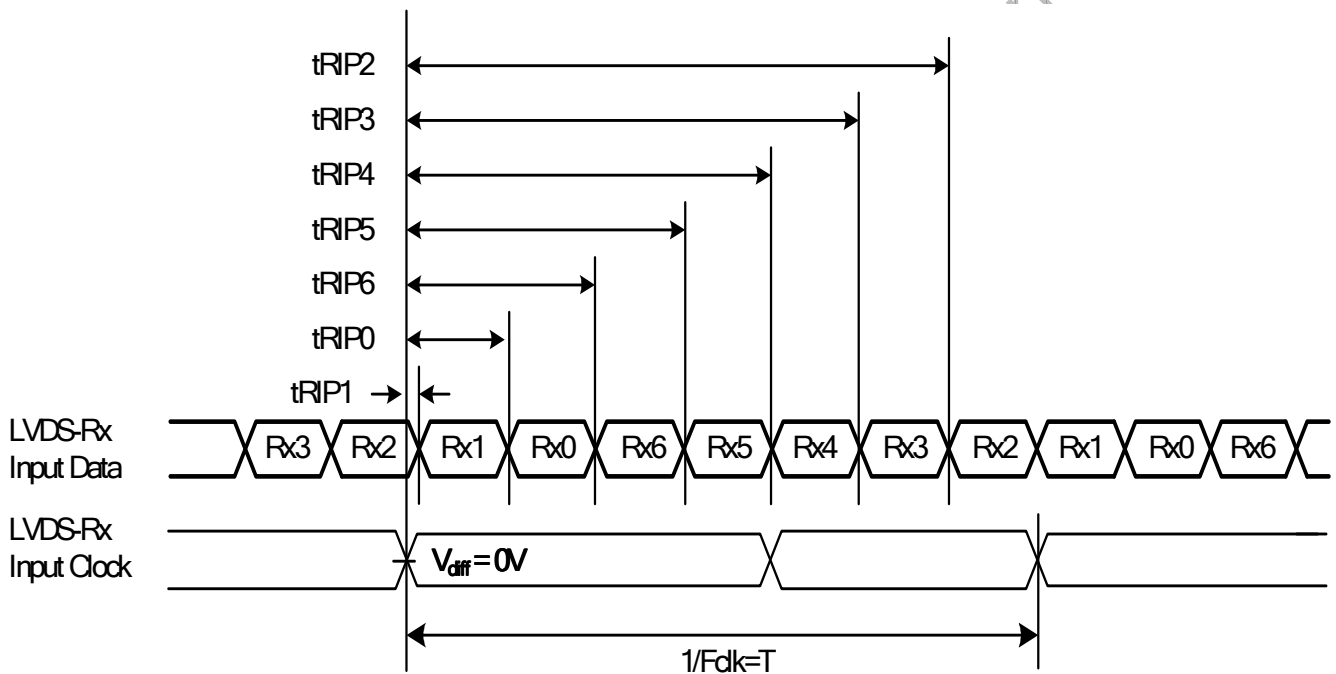 tRIP2
tRIP3
tRIP4
tRIP5
tRIP6
tRIP0
tRIP1
LVDS-Rx
Input Data
Rx3 Rx2 Rx1 Rx0 Rx6 Rx5 Rx4 Rx3 Rx2 Rx1 Rx0 Rx6
LVDS-Rx
Input Clock
Vdiff = 0V
1/Fclk=T